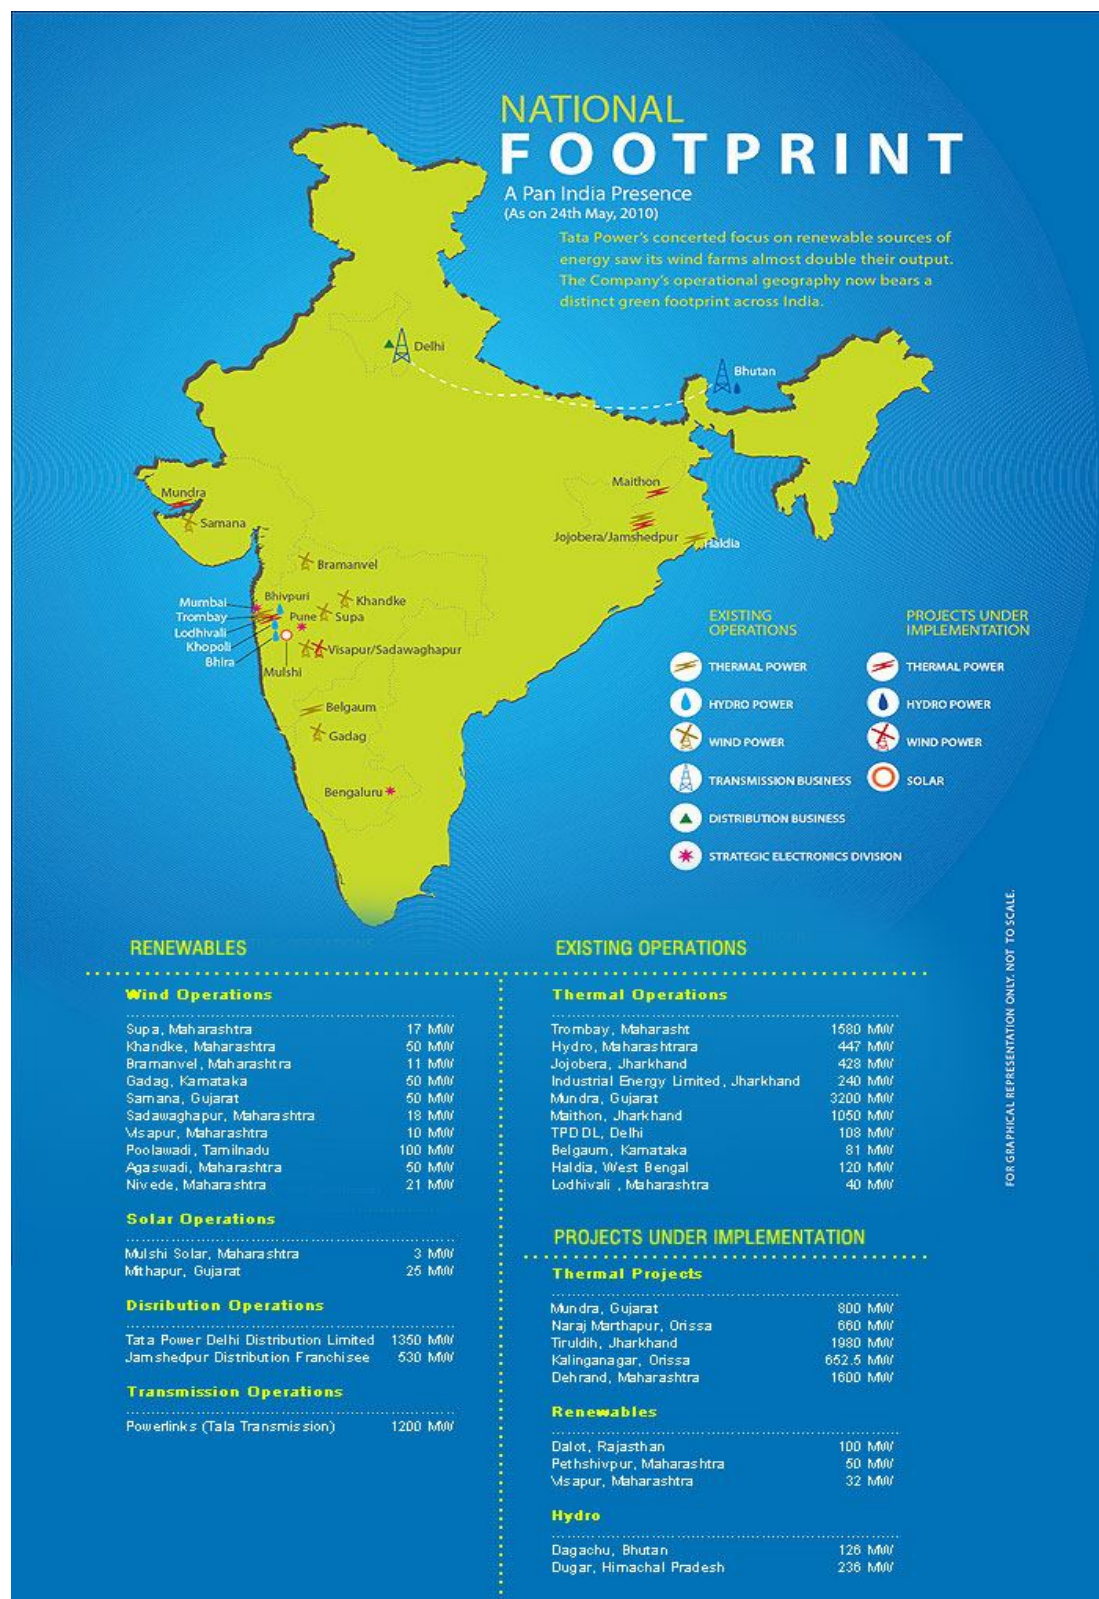 NATIONAL
FOOTPRINT
A Pan India Presence
(As on 24th May, 2010)
Tata Power's concerted focus on renewable sources of
energy saw its wind farms almost double their output.
The Company's operational geography now bears a
distinct green footprint across India.
Delhi
Bhutan
Maithon
Mundra
Samana
Jojobera/Jamshedpur
Haldia
Bramanvel
Bhivpuri
Khandke
Mumbai
Trombay
Pune
Supa
Lodhivali
Khopoli
Visapur/Sadawaghapur
Bhira
Mulshi
Belgaum
Gadag
Bengaluru
EXISTING
OPERATIONS
THERMAL POWER
HYDRO POWER
WIND POWER
TRANSMISSION BUSINESS
DISTRIBUTION BUSINESS
STRATEGIC ELECTRONICS DIVISION
PROJECTS UNDER
IMPLEMENTATION
THERMAL POWER
HYDRO POWER
WIND POWER
SOLAR
FOR GRAPHICAL REPRESENTATION ONLY. NOT TO SCALE.
RENEWABLES
Wind Operations
Supa, Maharashtra 17 MW
Khandke, Maharashtra 50 MW
Bramanvel, Maharashtra 11 MW
Gadag, Karnataka 50 MW
Samana, Gujarat 50 MW
Sadawaghapur, Maharashtra 18 MW
Visapur, Maharashtra 10 MW
Poolawadi, Tamilnadu 100 MW
Agaswadi, Maharashtra 50 MW
Nivede, Maharashtra 21 MW
Solar Operations
Mulshi Solar, Maharashtra 3 MW
Mithapur, Gujarat 25 MW
Disribution Operations
Tata Power Delhi Distribution Limited 1350 MW
Jamshedpur Distribution Franchisee 530 MW
Transmission Operations
Powerlinks (Tala Transmission) 1200 MW
EXISTING OPERATIONS
Thermal Operations
Trombay, Maharasht 1580 MW
Hydro, Maharashtrara 447 MW
Jojobera, Jharkhand 428 MW
Industrial Energy Limited, Jharkhand 240 MW
Mundra, Gujarat 3200 MW
Maithon, Jharkhand 1050 MW
TPDDL, Delhi 108 MW
Belgaum, Karnataka 81 MW
Haldia, West Bengal 120 MW
Lodhivali , Maharashtra 40 MW
PROJECTS UNDER IMPLEMENTATION
Thermal Projects
Mundra, Gujarat 800 MW
Naraj Marthapur, Orissa 660 MW
Tiruldih, Jharkhand 1980 MW
Kalinganagar, Orissa 652.5 MW
Dehrand, Maharashtra 1600 MW
Renewables
Dalot, Rajasthan 100 MW
Pethshivpur, Maharashtra 50 MW
Visapur, Maharashtra 32 MW
Hydro
Dagachu, Bhutan 126 MW
Dugar, Himachal Pradesh 236 MW